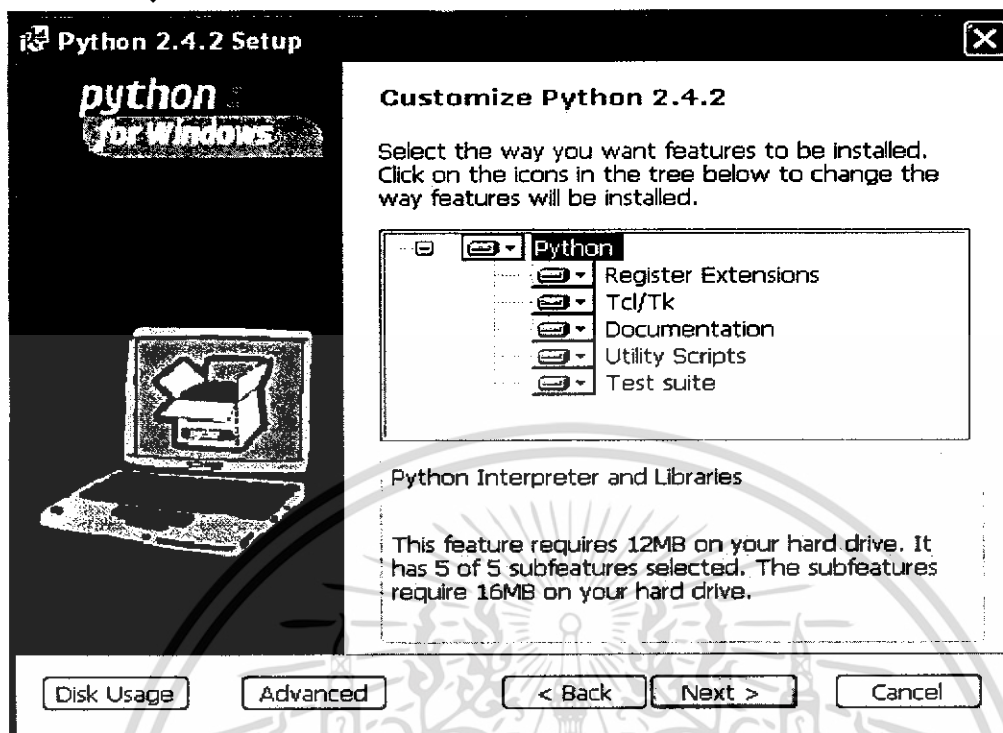 Python 2.4.2 Setup
python
for Windows
Customize Python 2.4.2
Select the way you want features to be installed.
Click on the icons in the tree below to change the
way features will be installed.
Python
Register Extensions
Tcl/Tk
Documentation
Utility Scripts
Test suite
Python Interpreter and Libraries
This feature requires 12MB on your hard drive. It
has 5 of 5 subfeatures selected. The subfeatures
require 16MB on your hard drive.
Disk Usage
Advanced
< Back
Next >
Cancel